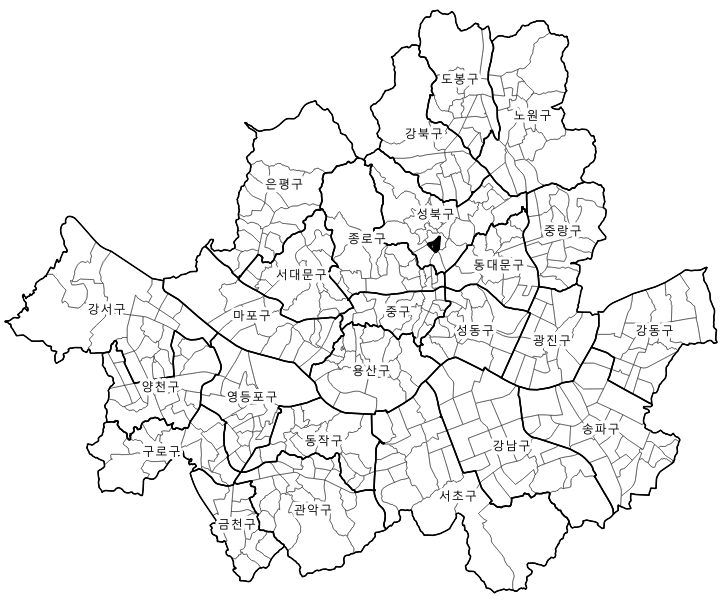 도봉구
노원구
강북구
은평구
성북구
중랑구
종로구
동대문구
서대문구
강서구
마포구
중구
성동구
광진구
강동구
용산구
양천구
영등포구
송파구
동작구
강남구
구로구
서초구
관악구
금천구